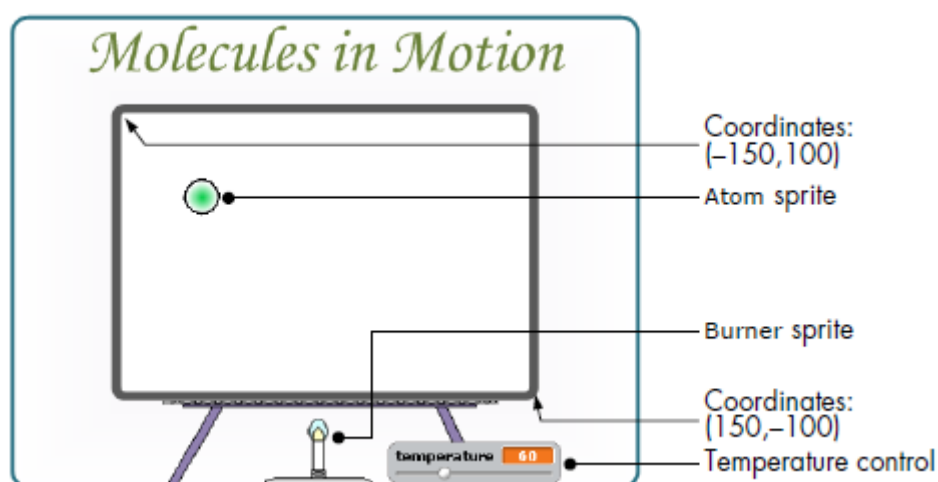 Molecules in Motion
Coordinates:
(–150,100)
Atom sprite
Burner sprite
Coordinates:
(150,–100)
temperature 60
Temperature control